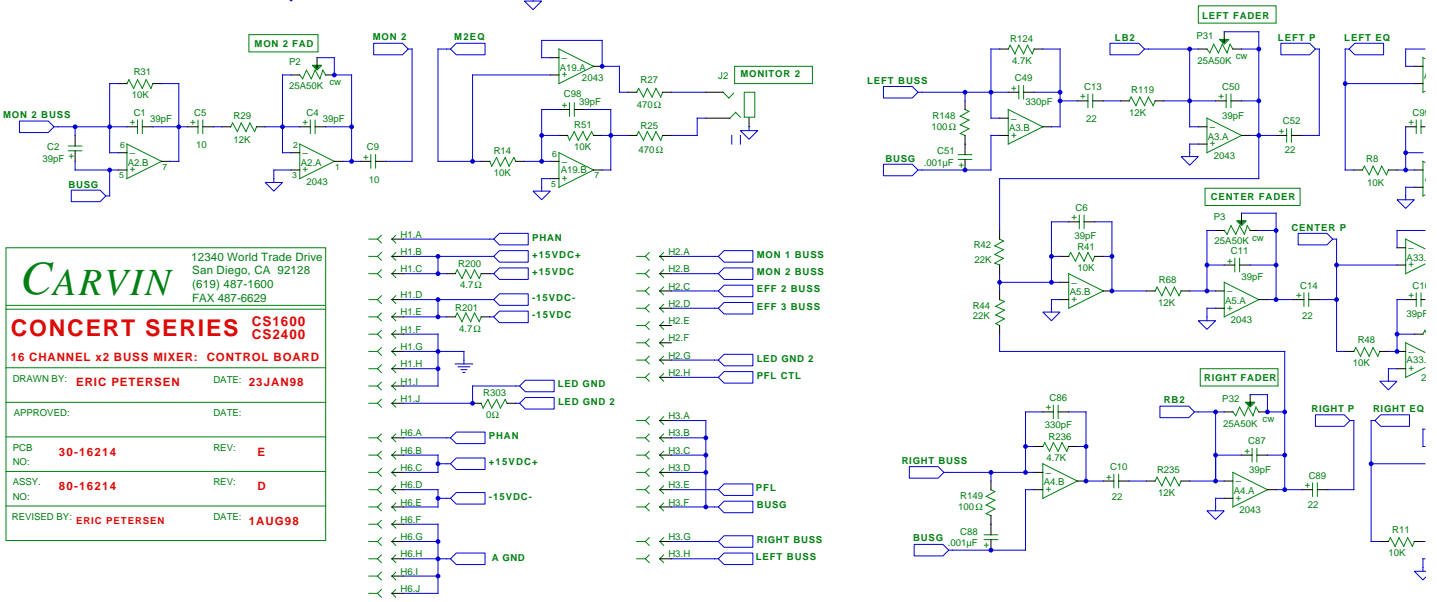 MON 2 FAD
MON 2
M2EQ
P2
25A50K
CW
R31
10K
MON 2 BUSS
C1
39pF
C5
10
R29
12K
C4
39pF
C2
39pF
6
5
7
A2.B
BUSG
2
3
1
A2.A
2043
C9
10
A19.A
2043
C98
39pF
R51
10K
R14
10K
6
5
7
A19.B
R27
470Ω
R25
470Ω
J2
MONITOR 2
LEFT FADER
LEFT BUSS
R124
4.7K
C49
330pF
R148
100Ω
C51
.001µF
BUSG
A3.B
C13
22
LB2
R119
12K
P31
25A50K
CW
C50
39pF
A3.A
2043
LEFT P
C52
22
LEFT EQ
R8
10K
CENTER FADER
R42
22K
R44
22K
C6
39pF
R41
10K
A5.B
R68
12K
P3
25A50K
CW
C11
39pF
A5.A
2043
CENTER P
C14
22
A33.
39pF
R48
10K
A33.
RIGHT FADER
RIGHT BUSS
C86
330pF
R236
4.7K
R149
100Ω
C88
.001µF
BUSG
A4.B
C10
22
RB2
R235
12K
P32
25A50K
CW
C87
39pF
A4.A
2043
RIGHT P
C89
22
RIGHT EQ
R11
10K
CARVIN
12340 World Trade Drive
San Diego, CA 92128
(619) 487-1600
FAX 487-6629
CONCERT SERIES CS1600
CS2400
16 CHANNEL x2 BUSS MIXER: CONTROL BOARD
DRAWN BY: ERIC PETERSEN DATE: 23JAN98
APPROVED: DATE:
PCB NO: 30-16214 REV: E
ASSY. NO: 80-16214 REV: D
REVISED BY: ERIC PETERSEN DATE: 1AUG98
H1.A PHAN
H1.B +15VDC+
H1.C R200 4.7Ω +15VDC
H1.D -15VDC-
H1.E R201 4.7Ω -15VDC
H1.F
H1.G
H1.H
H1.I LED GND
H1.J R303 0Ω LED GND 2
H6.A PHAN
H6.B
H6.C +15VDC+
H6.D
H6.E -15VDC-
H6.F
H6.G
H6.H A GND
H6.I
H6.J
H2.A MON 1 BUSS
H2.B MON 2 BUSS
H2.C EFF 2 BUSS
H2.D EFF 3 BUSS
H2.E
H2.F
H2.G LED GND 2
H2.H PFL CTL
H3.A
H3.B
H3.C
H3.D
H3.E PFL
H3.F BUSG
H3.G RIGHT BUSS
H3.H LEFT BUSS